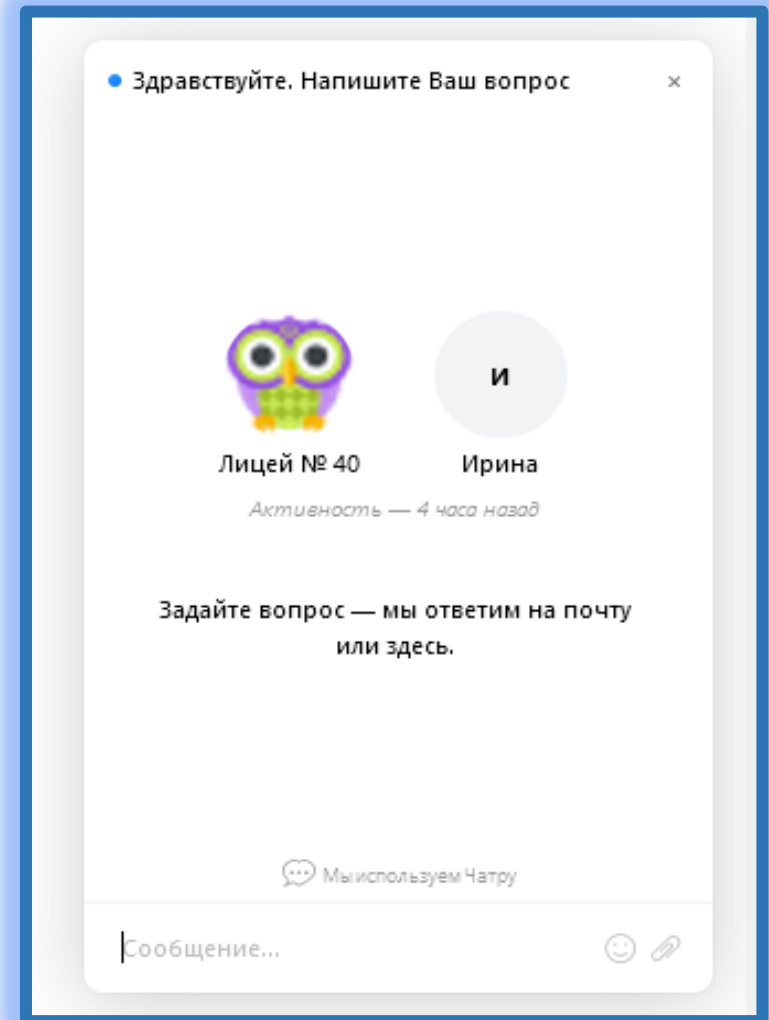 Здравствуйте. Напишите Ваш вопрос
и
Лицей № 40
Ирина
Активность — 4 часа назад
Задайте вопрос — мы ответим на почту
или здесь.
Мы используем Чатру
Сообщение...